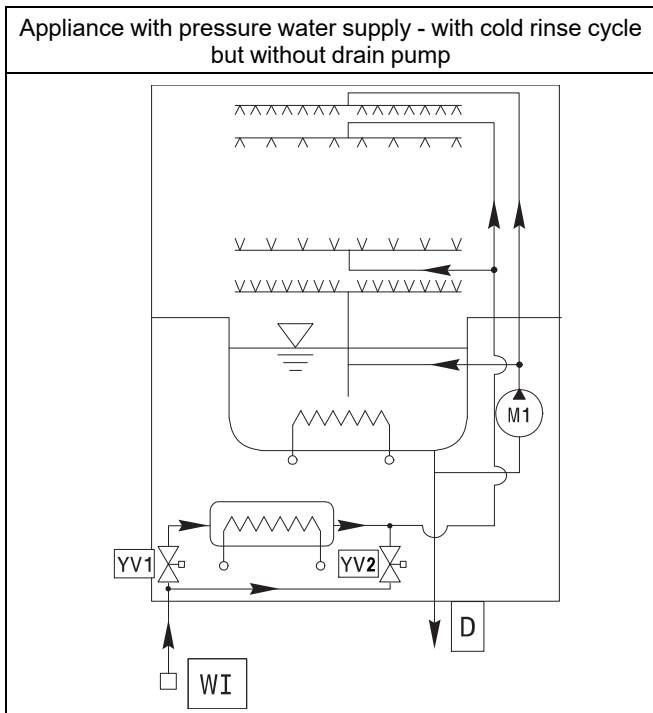 Appliance with pressure water supply - with cold rinse cycle
but without drain pump
M1
YV1
YV2
D
WI